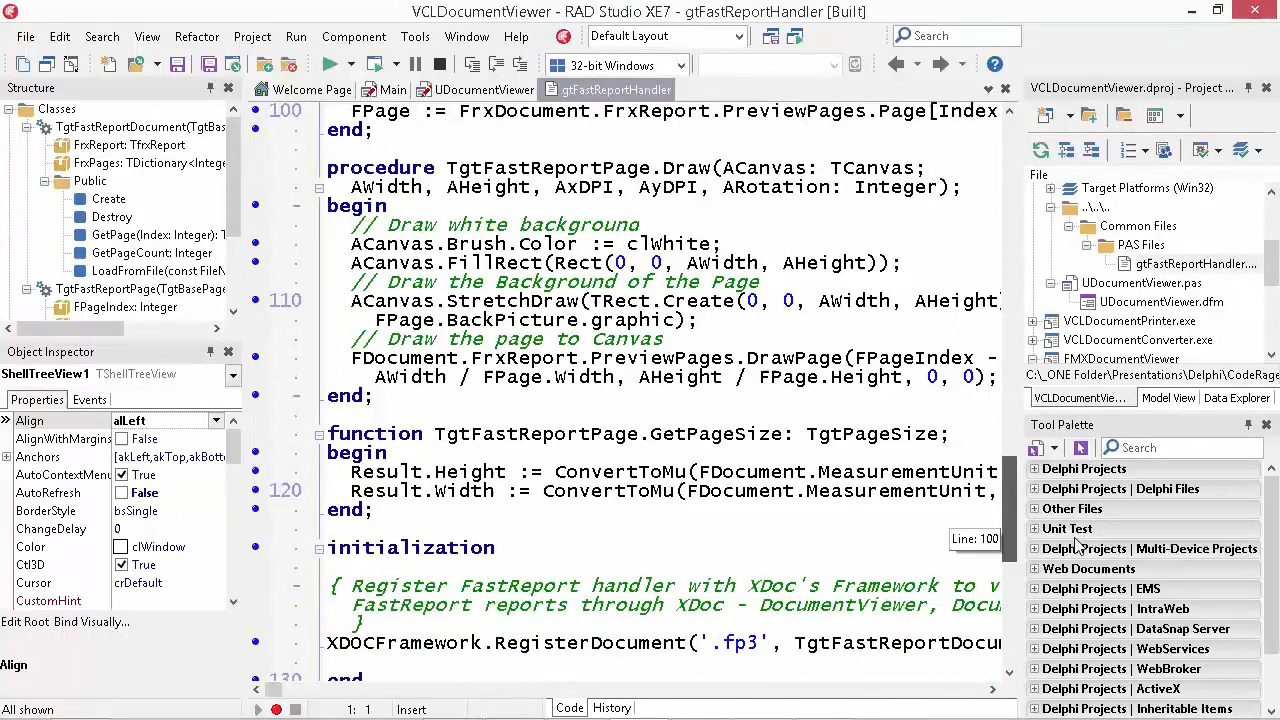 VCLDocumentViewer - RAD Studio XE7 - gtFastReportHandler [Built]
File Edit Search View Refactor Project Run Component Tools Window Help Default Layout Search
32-bit Windows
Structure
Classes
TgtFastReportDocument(TgtBas
FrxReport: TfrxReport
FrxPages: TDictionary<Intege
Public
Create
Destroy
GetPage(Index: Integer): T
GetPageCount: Integer
LoadFromFile(const FileN
TgtFastReportPage(TgtBasePage
FPageIndex: Integer
Object Inspector
ShellTreeView1 TShellTreeView
Properties Events
Align alLeft
AlignWithMargins False
Anchors [akLeft,akTop,akBott
AutoContextMenu True
AutoRefresh False
BorderStyle bsSingle
ChangeDelay 0
Color clWindow
Ctl3D True
Cursor crDefault
CustomHint
Edit Root Bind Visually...
Align
All shown
Welcome Page Main UDocumentViewer gtFastReportHandler
100 FPage := FrxDocument.FrxReport.PreviewPages.Page[Index
end;
procedure TgtFastReportPage.Draw(ACanvas: TCanvas;
AWidth, AHeight, AxDPI, AyDPI, ARotation: Integer);
begin
// Draw white background
ACanvas.Brush.Color := clWhite;
ACanvas.FillRect(Rect(0, 0, AWidth, AHeight));
// Draw the Background of the Page
110 ACanvas.StretchDraw(TRect.Create(0, 0, AWidth, AHeight)
FPage.BackPicture.graphic);
// Draw the page to Canvas
FDocument.FrxReport.PreviewPages.DrawPage(FPageIndex -
AWidth / FPage.Width, AHeight / FPage.Height, 0, 0);
end;
function TgtFastReportPage.GetPageSize: TgtPageSize;
begin
Result.Height := ConvertToMu(FDocument.MeasurementUnit
120 Result.Width := ConvertToMu(FDocument.MeasurementUnit,
end;
Line: 100
initialization
{ Register FastReport handler with XDoc's Framework to v
FastReport reports through XDoc - DocumentViewer, Docu
}
XDOCFramework.RegisterDocument('.fp3', TgtFastReportDocu
130 end
1: 1 Insert Code History
VCLDocumentViewer.dproj - Project ...
File
Target Platforms (Win32)
..\..\..
Common Files
PAS Files
gtFastReportHandler....
UDocumentViewer.pas
UDocumentViewer.dfm
VCLDocumentPrinter.exe
VCLDocumentConverter.exe
FMXDocumentViewer
C:\_ONE Folder\Presentations\Delphi\CodeRag
VCLDocumentVie... Model View Data Explorer
Tool Palette
Search
Delphi Projects
Delphi Projects | Delphi Files
Other Files
Unit Test
Delphi Projects | Multi-Device Projects
Web Documents
Delphi Projects | EMS
Delphi Projects | IntraWeb
Delphi Projects | DataSnap Server
Delphi Projects | WebServices
Delphi Projects | WebBroker
Delphi Projects | ActiveX
Delphi Projects | Inheritable Items